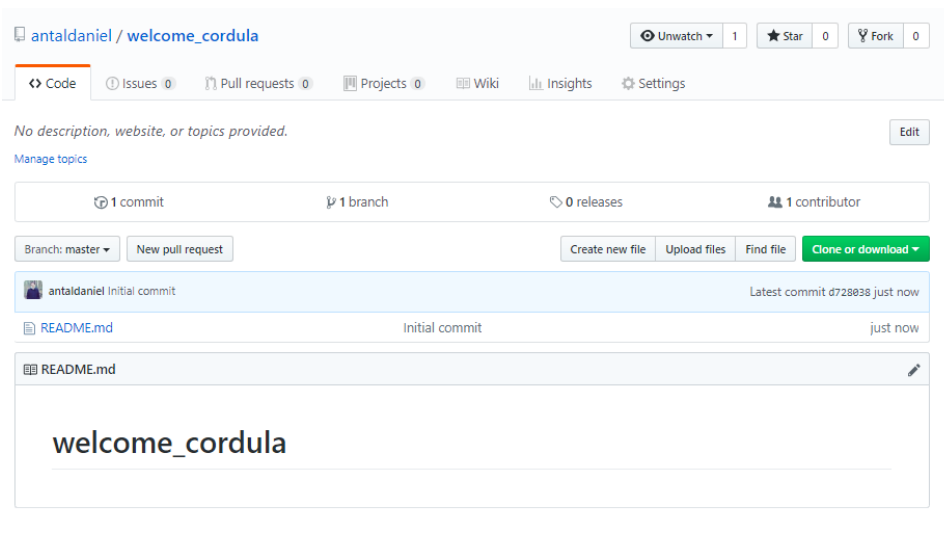 antaldaniel / welcome_cordula Unwatch 1 Star 0 Fork 0
Code Issues 0 Pull requests 0 Projects 0 Wiki Insights Settings
No description, website, or topics provided. Edit
Manage topics
1 commit 1 branch 0 releases 1 contributor
Branch: master New pull request Create new file Upload files Find file Clone or download
antaldaniel Initial commit Latest commit d728038 just now
README.md Initial commit just now
README.md
welcome_cordula